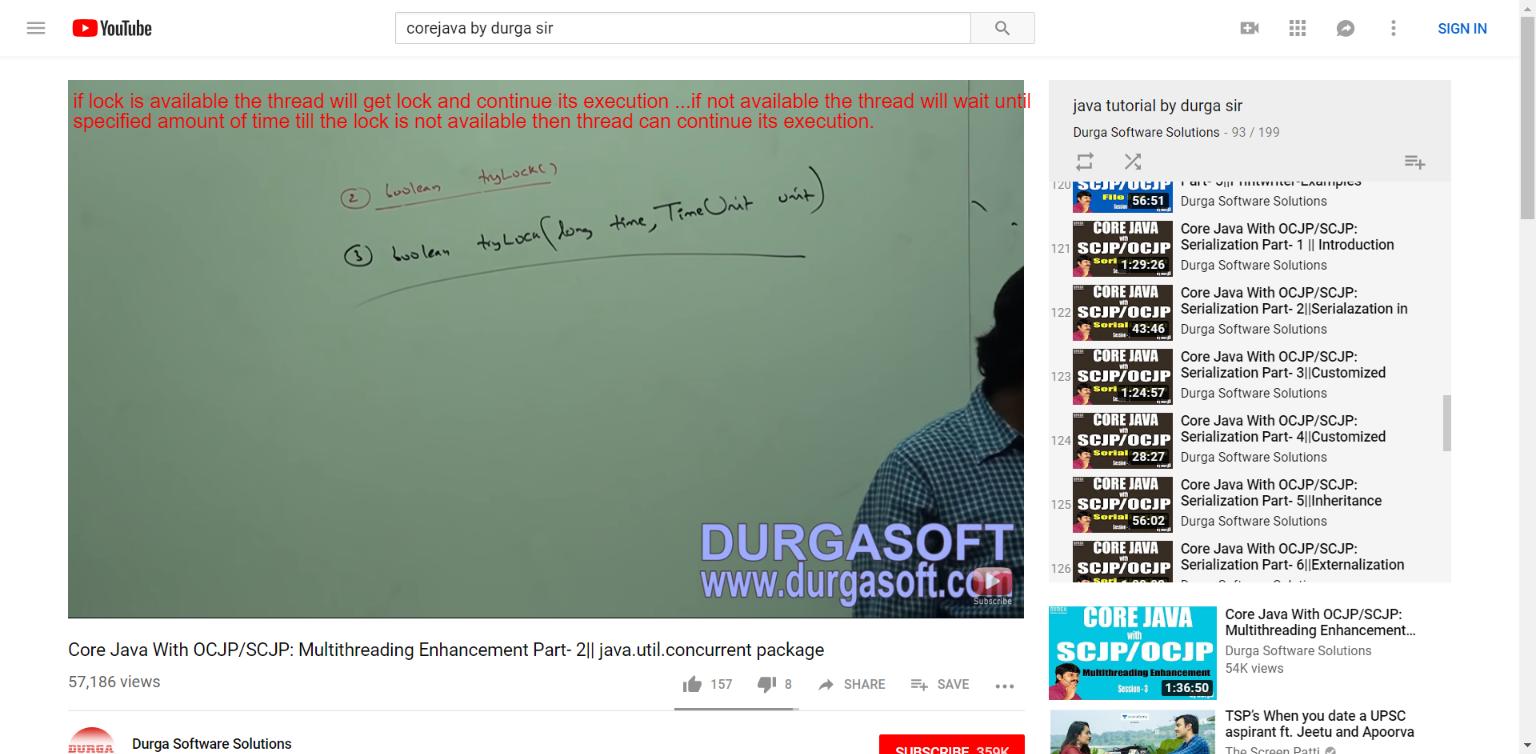 YouTube
corejava by durga sir
SIGN IN
if lock is available the thread will get lock and continue its execution ...if not available the thread will wait until
specified amount of time till the lock is not available then thread can continue its execution.
② boolean tryLock()
③ boolean tryLock(long time, TimeUnit unit)
DURGASOFT
www.durgasoft.com
Subscribe
Core Java With OCJP/SCJP: Multithreading Enhancement Part- 2|| java.util.concurrent package
57,186 views
157
8
SHARE
SAVE
DURGA
Durga Software Solutions
SUBSCRIBE 359K
java tutorial by durga sir
Durga Software Solutions - 93 / 199
120
SCJP/OCJP
File
56:51
Part- 5||Printwriter-Examples
Durga Software Solutions
121
CORE JAVA
with
SCJP/OCJP
Seri
1:29:26
Core Java With OCJP/SCJP:
Serialization Part- 1 || Introduction
Durga Software Solutions
122
CORE JAVA
with
SCJP/OCJP
Serial
43:46
Core Java With OCJP/SCJP:
Serialization Part- 2||Serialazation in
Durga Software Solutions
123
CORE JAVA
with
SCJP/OCJP
Seri
1:24:57
Core Java With OCJP/SCJP:
Serialization Part- 3||Customized
Durga Software Solutions
124
CORE JAVA
with
SCJP/OCJP
Serial
28:27
Core Java With OCJP/SCJP:
Serialization Part- 4||Customized
Durga Software Solutions
125
CORE JAVA
with
SCJP/OCJP
Serial
56:02
Core Java With OCJP/SCJP:
Serialization Part- 5||Inheritance
Durga Software Solutions
126
CORE JAVA
with
SCJP/OCJP
Core Java With OCJP/SCJP:
Serialization Part- 6||Externalization
CORE JAVA
with
SCJP/OCJP
Multithreading Enhancement
Session - 3
1:36:50
Core Java With OCJP/SCJP:
Multithreading Enhancement...
Durga Software Solutions
54K views
TSP's When you date a UPSC
aspirant ft. Jeetu and Apoorva
The Screen Patti